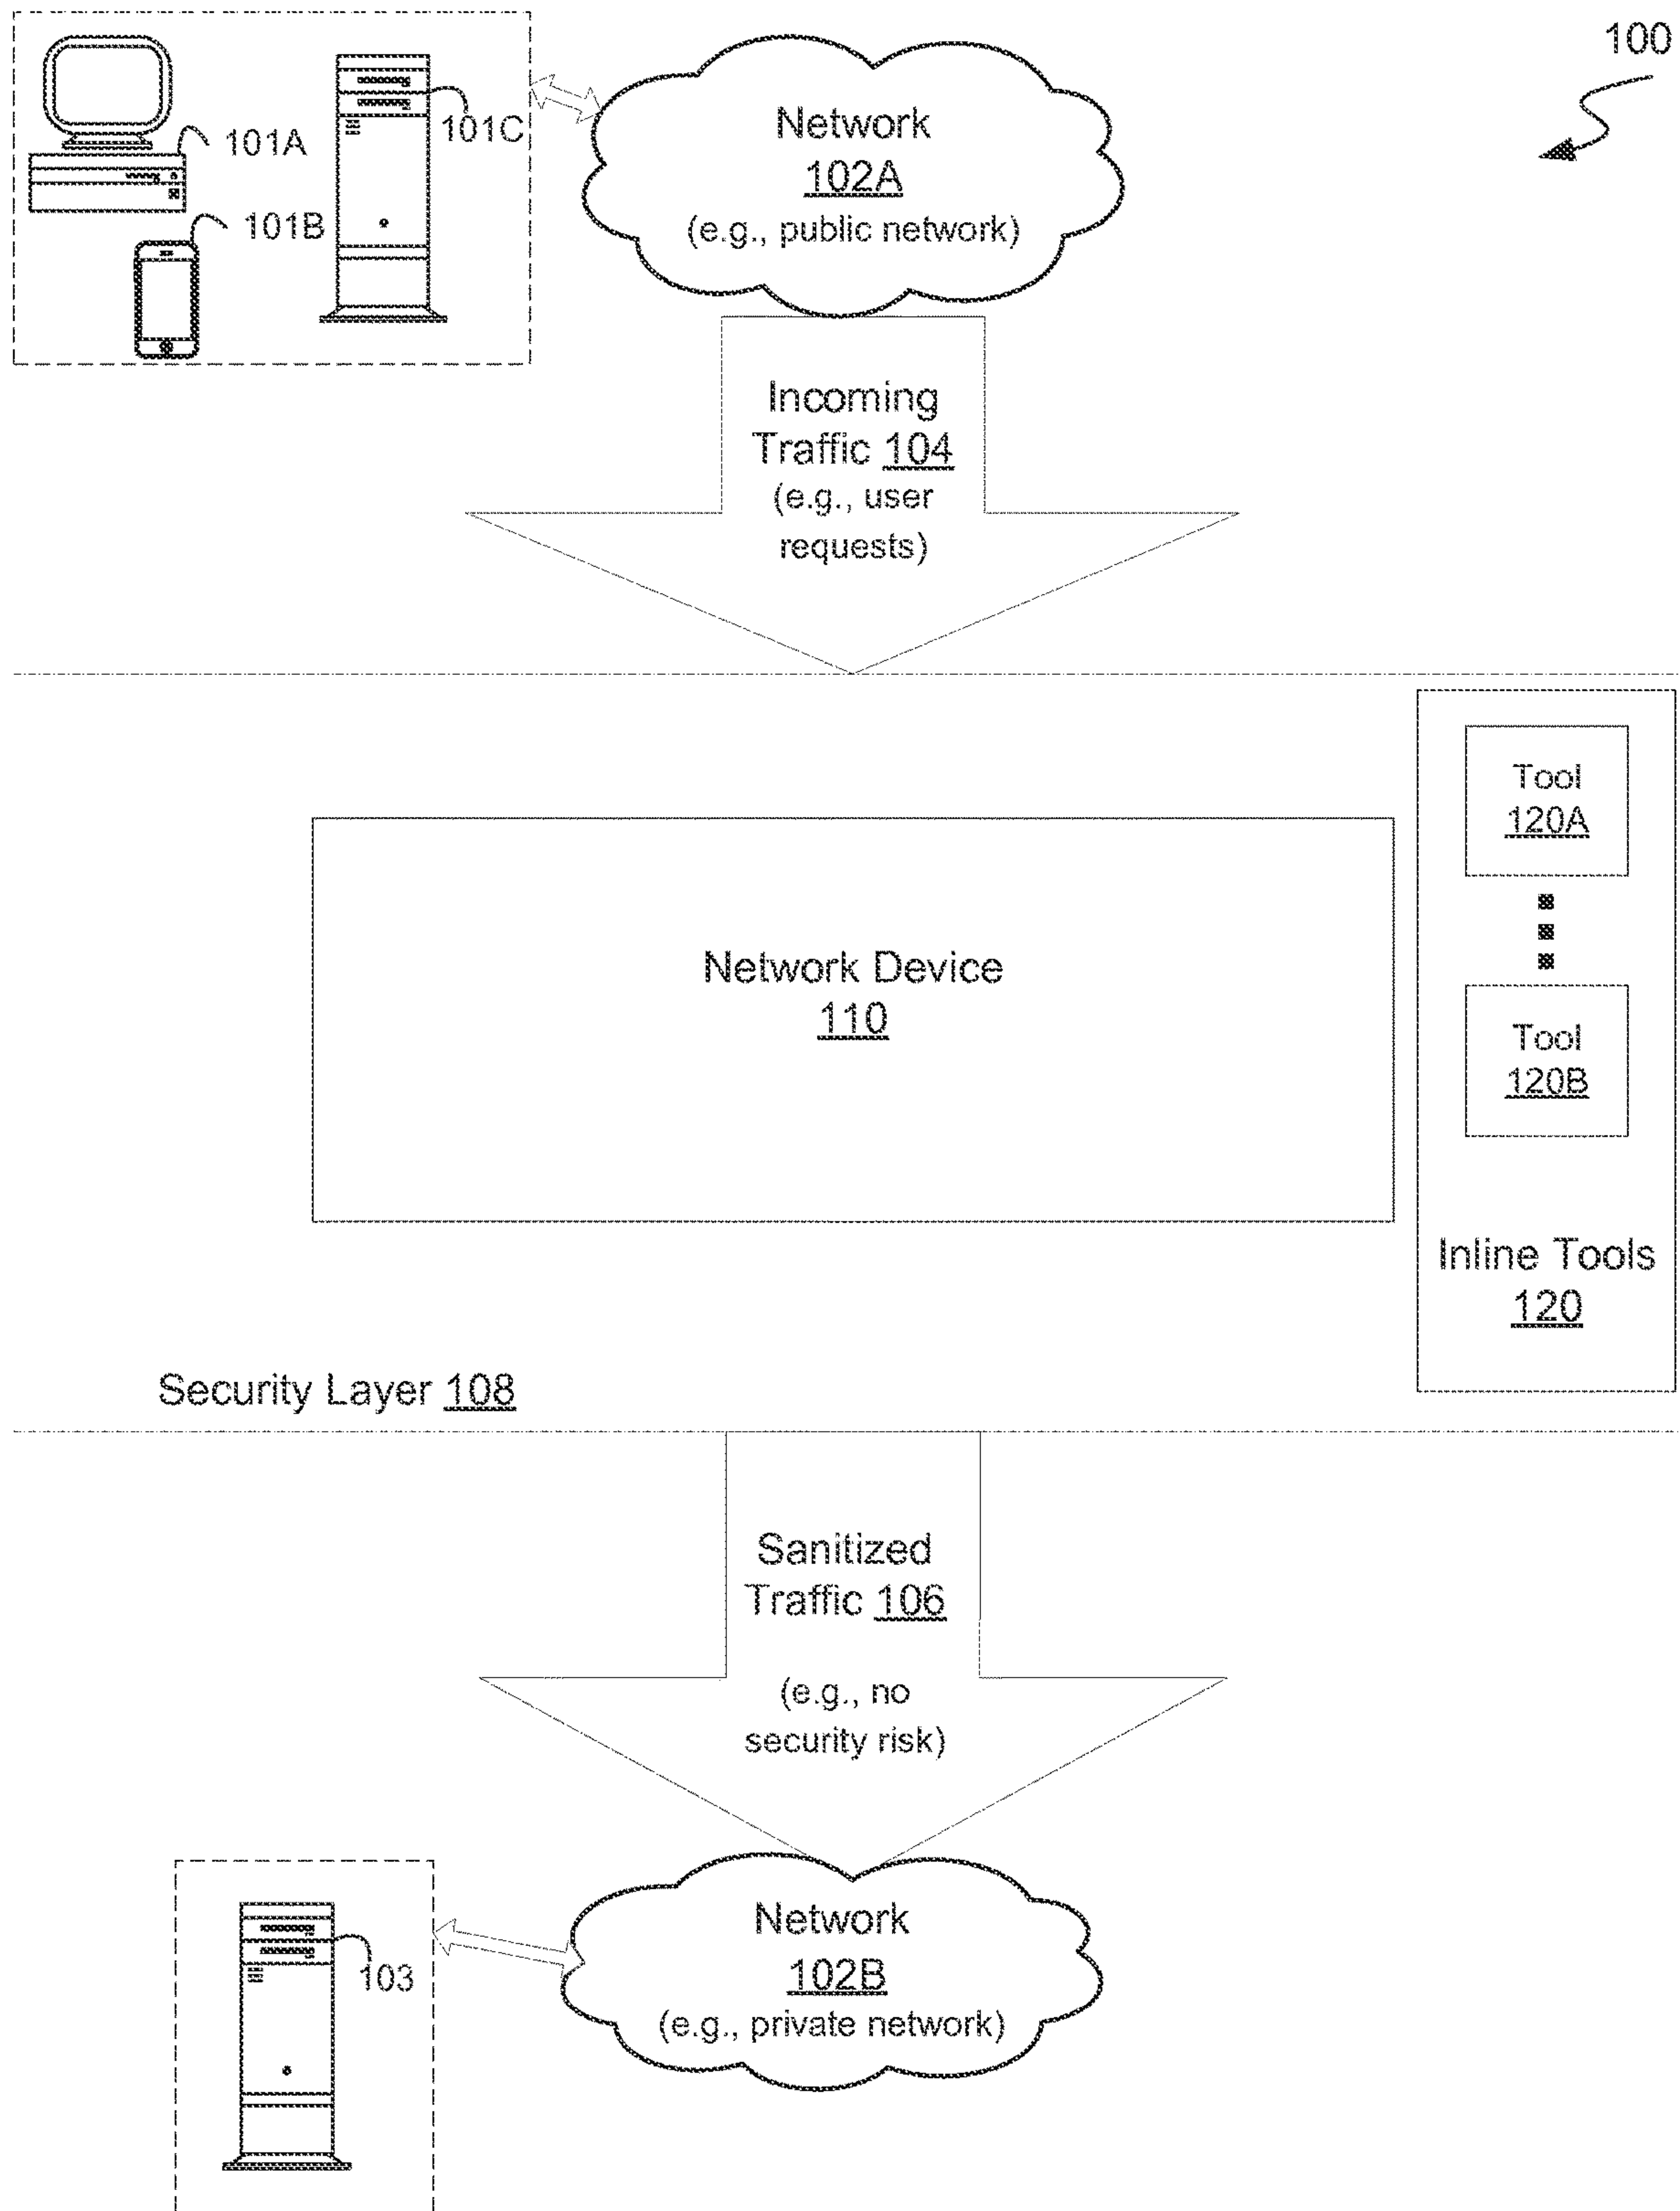 100
101A
101B
101C
Network
102A
(e.g., public network)
Incoming
Traffic 104
(e.g., user
requests)
Tool
120A
Tool
120B
Inline Tools
120
Network Device
110
Security Layer 108
Sanitized
Traffic 106
(e.g., no
security risk)
103
Network
102B
(e.g., private network)